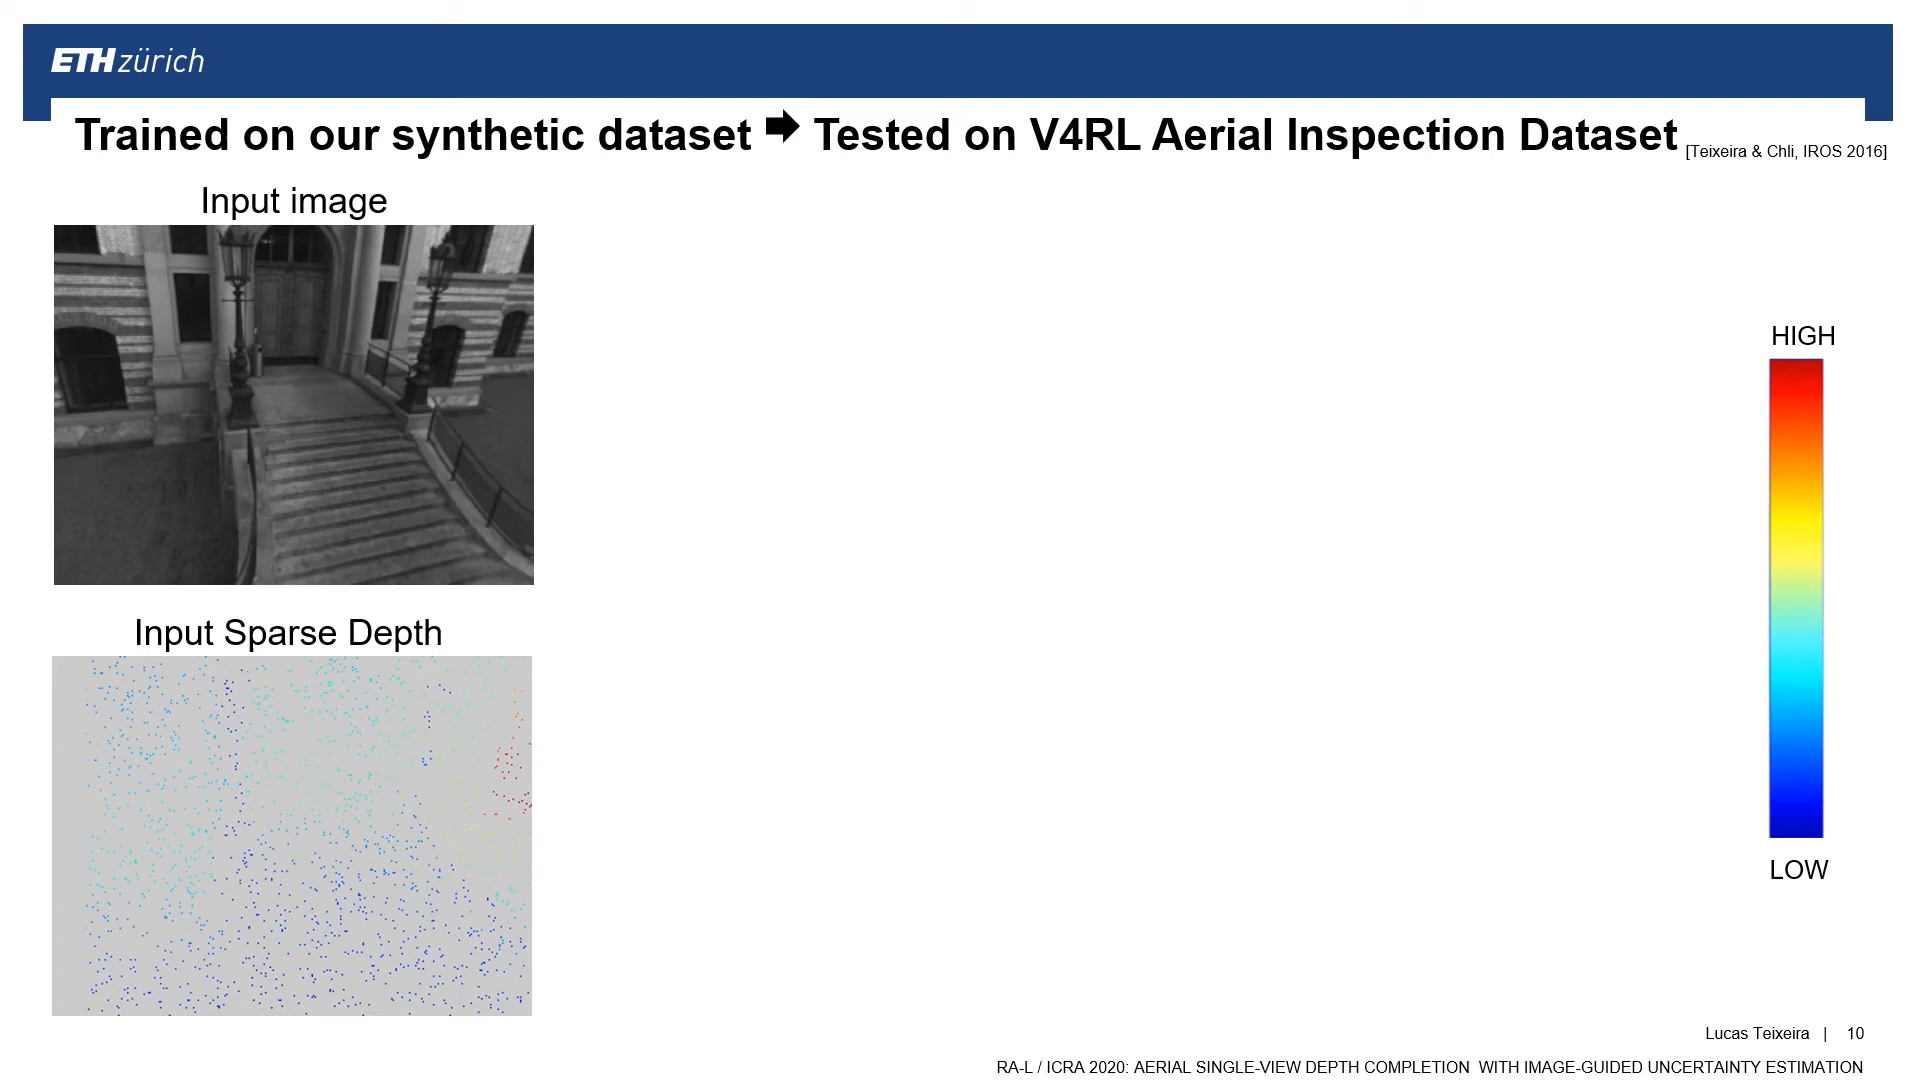 ETH zürich
Trained on our synthetic dataset ➡ Tested on V4RL Aerial Inspection Dataset [Teixeira & Chli, IROS 2016]
Input image
HIGH
Input Sparse Depth
LOW
Lucas Teixeira | 10
RA-L / ICRA 2020: AERIAL SINGLE-VIEW DEPTH COMPLETION WITH IMAGE-GUIDED UNCERTAINTY ESTIMATION